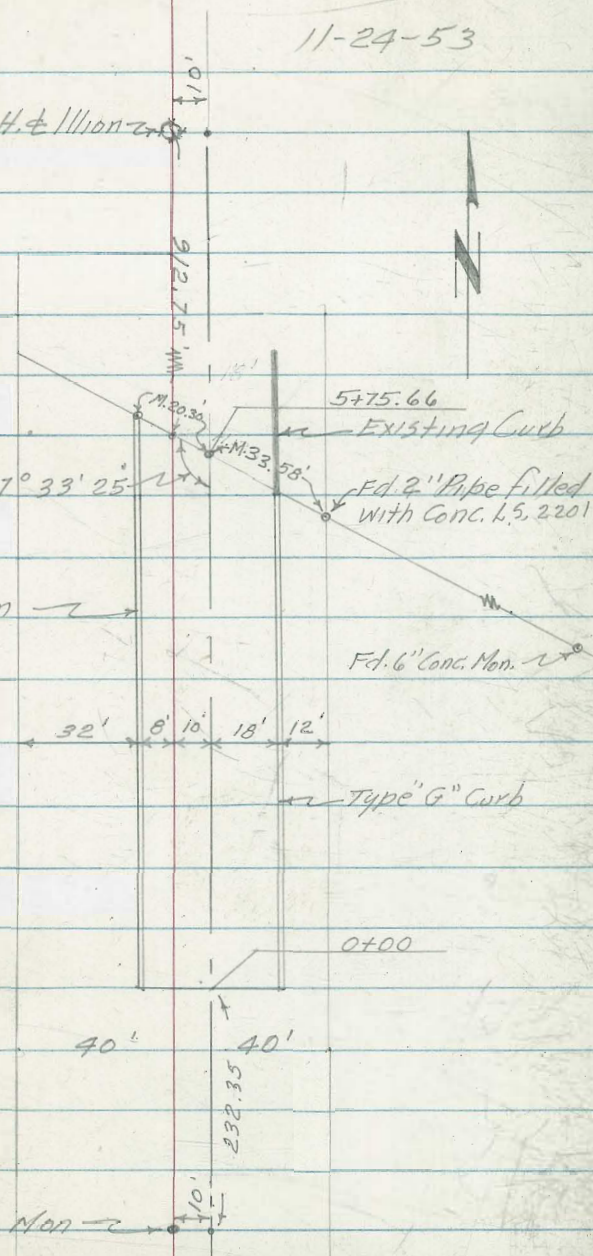 11-24-53
10'
912.75'
N
15'
5+75.66
M.20.30'
M.33.58'
Existing Curb
7° 33' 25"
Fd. 2" Pipe filled
with Conc. L.S. 2201
Fd. 6" Conc. Mon.
32' 8' 10' 18' 12'
Type "G" Curb
0+00
40' 40'
232.35
10'
Mon